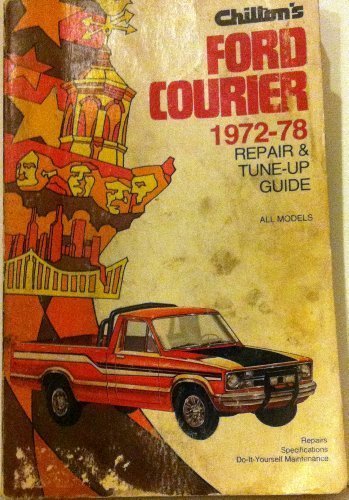 Chilton's
FORD
COURIER
1972-78
REPAIR &
TUNE-UP
GUIDE
ALL MODELS
Repairs
Specifications
Do-It-Yourself Maintenance